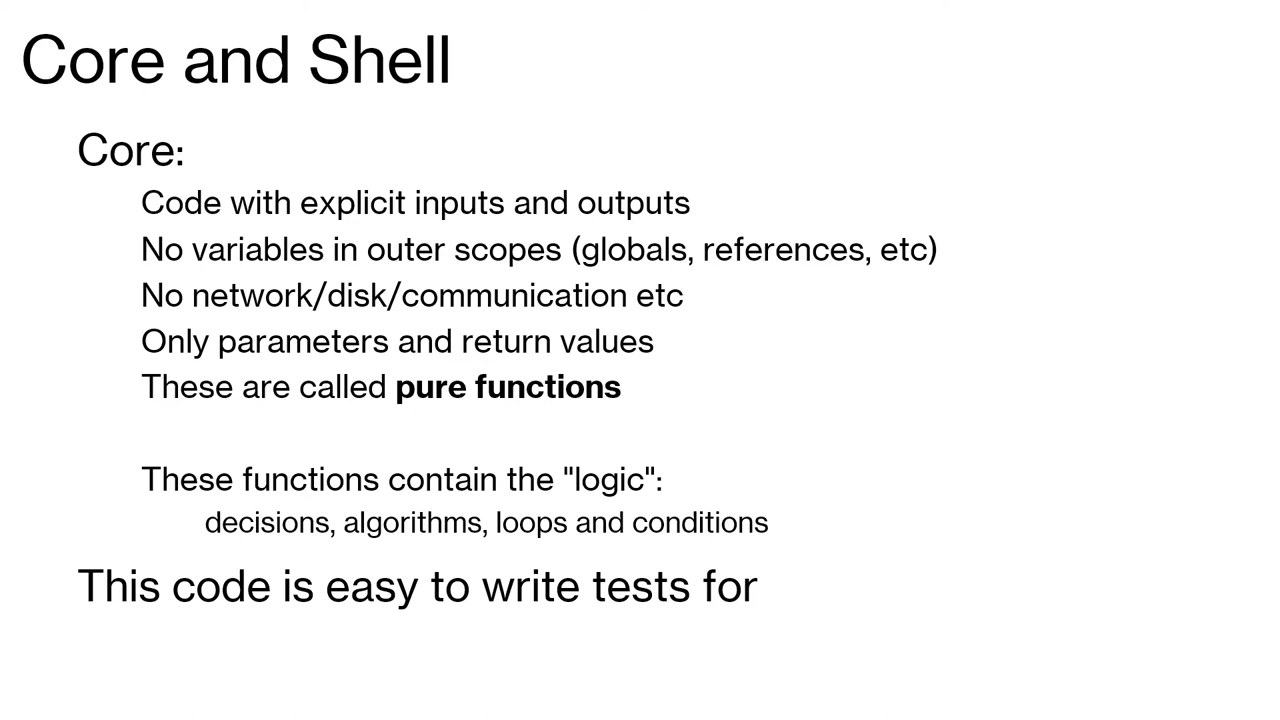 Core and Shell
Core:
Code with explicit inputs and outputs
No variables in outer scopes (globals, references, etc)
No network/disk/communication etc
Only parameters and return values
These are called pure functions
These functions contain the "logic":
decisions, algorithms, loops and conditions
This code is easy to write tests for